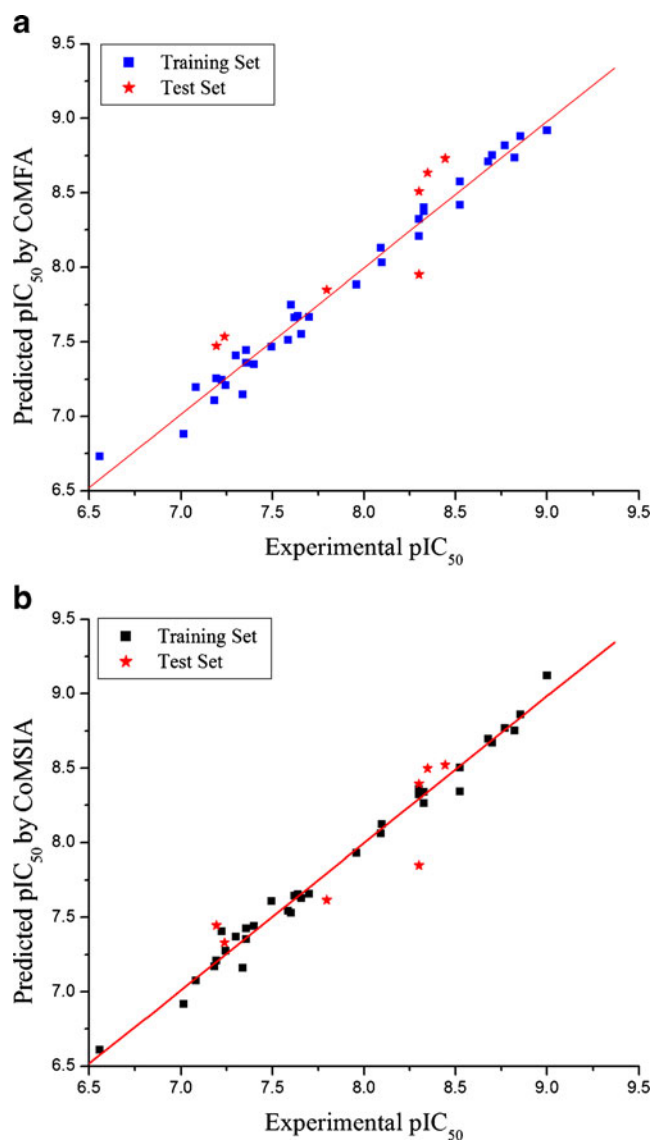 a
9.5
Training Set
Test Set
9.0
8.5
8.0
7.5
7.0
6.5
Predicted pIC50 by CoMFA
6.5 7.0 7.5 8.0 8.5 9.0 9.5
Experimental pIC50
b
9.5
Training Set
Test Set
9.0
8.5
8.0
7.5
7.0
6.5
Predicted pIC50 by CoMSIA
6.5 7.0 7.5 8.0 8.5 9.0 9.5
Experimental pIC50